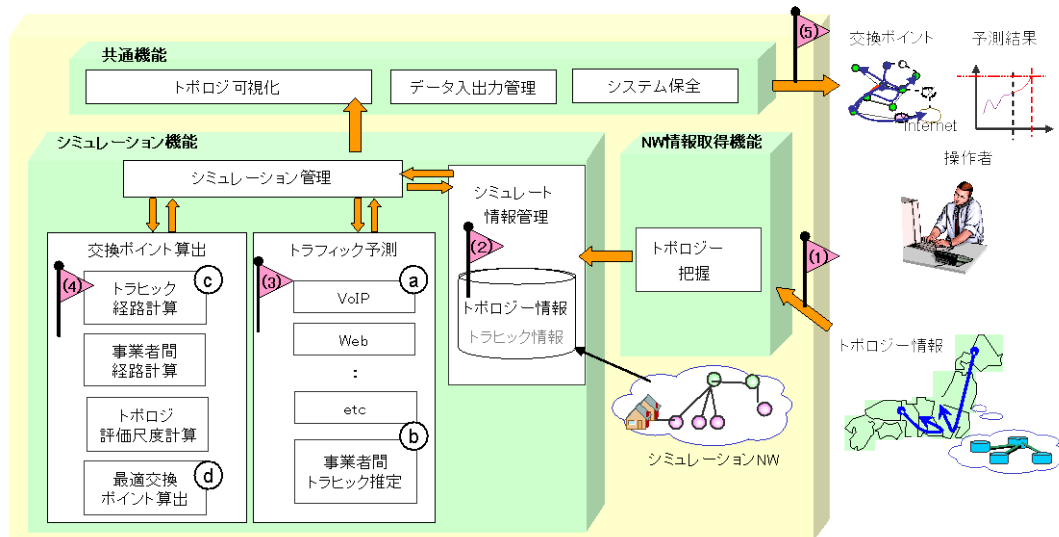 共通機能
トポロジ可視化
データ入出力管理
システム保全
(5)
交換ポイント
予測結果
Internet
操作者
シミュレーション機能
シミュレーション管理
シミュレート
情報管理
(2)
トポロジー情報
トラヒック情報
NW情報取得機能
トポロジー
把握
(1)
交換ポイント算出
(4)
c
トラヒック
経路計算
事業者間
経路計算
トポロジ
評価尺度計算
d
最適交換
ポイント算出
トラフィック予測
(3)
a
VoIP
Web
:
etc
b
事業者間
トラヒック推定
シミュレーションNW
トポロジー情報